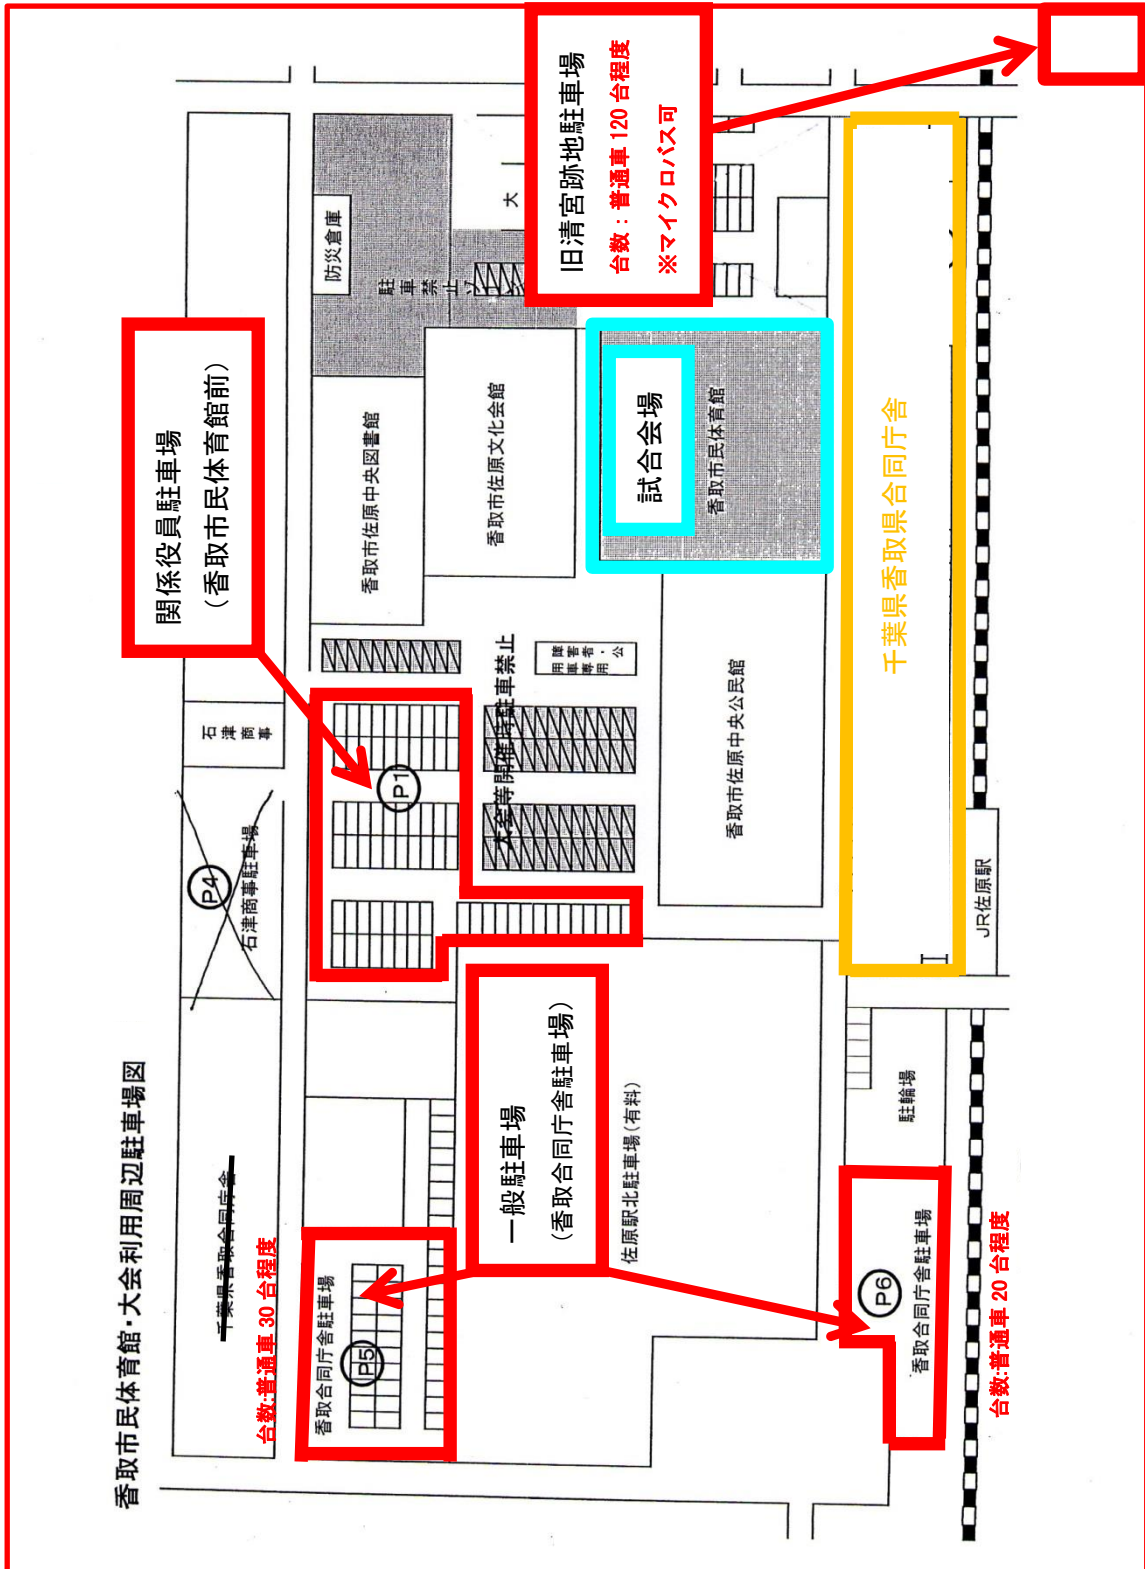 香取市民体育館・大会利用周辺駐車場図
千葉県香取合同庁舎
台数:普通車 30 台程度
香取合同庁舎駐車場
P5
P4
石津商事駐車場
石津
商事
関係役員駐車場
(香取市民体育館前)
P1
防災倉庫
駐車禁止
香取市佐原中央図書館
香取市佐原文化会館
大
旧清宮跡地駐車場
台数：普通車 120 台程度
※マイクロバス可
試合会場
香取市民体育館
大会等開催時駐車禁止
障害者・公
用車専用
香取市佐原中央公民館
一般駐車場
(香取合同庁舎駐車場)
佐原駅北駐車場(有料)
千葉県香取県合同庁舎
JR佐原駅
駐輪場
P6
香取合同庁舎駐車場
台数:普通車 20 台程度